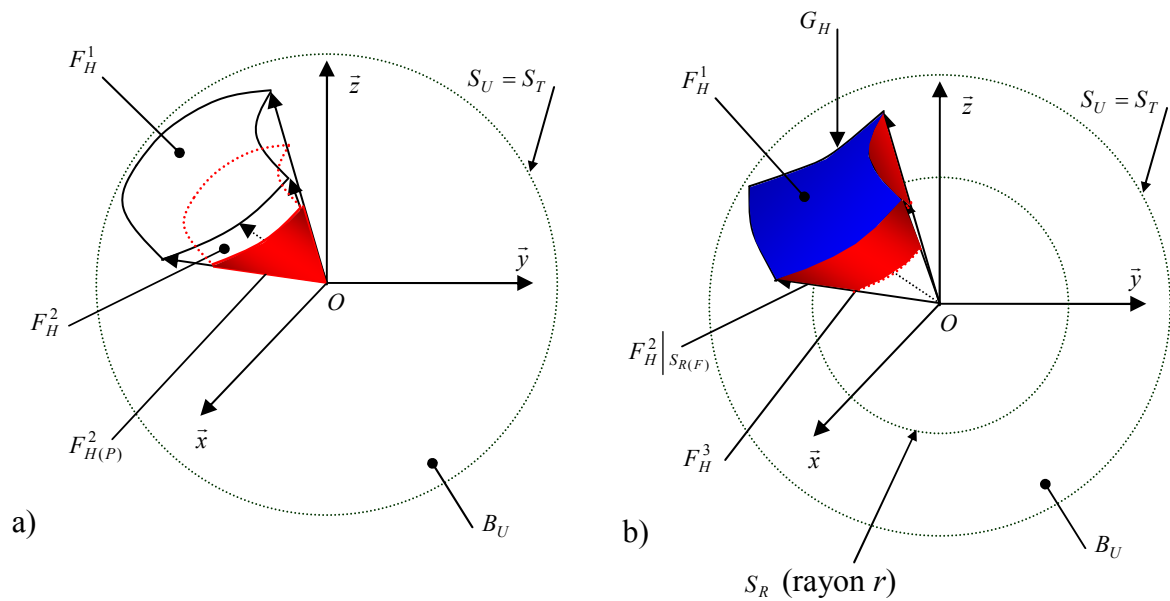 F_H^1
\vec{z}
S_U = S_T
\vec{y}
O
F_H^2
\vec{x}
F_{H(P)}^2
B_U
a)
G_H
F_H^1
\vec{z}
S_U = S_T
\vec{y}
O
F_H^2|_{S_{R(F)}}
\vec{x}
F_H^3
B_U
b)
S_R (rayon r)